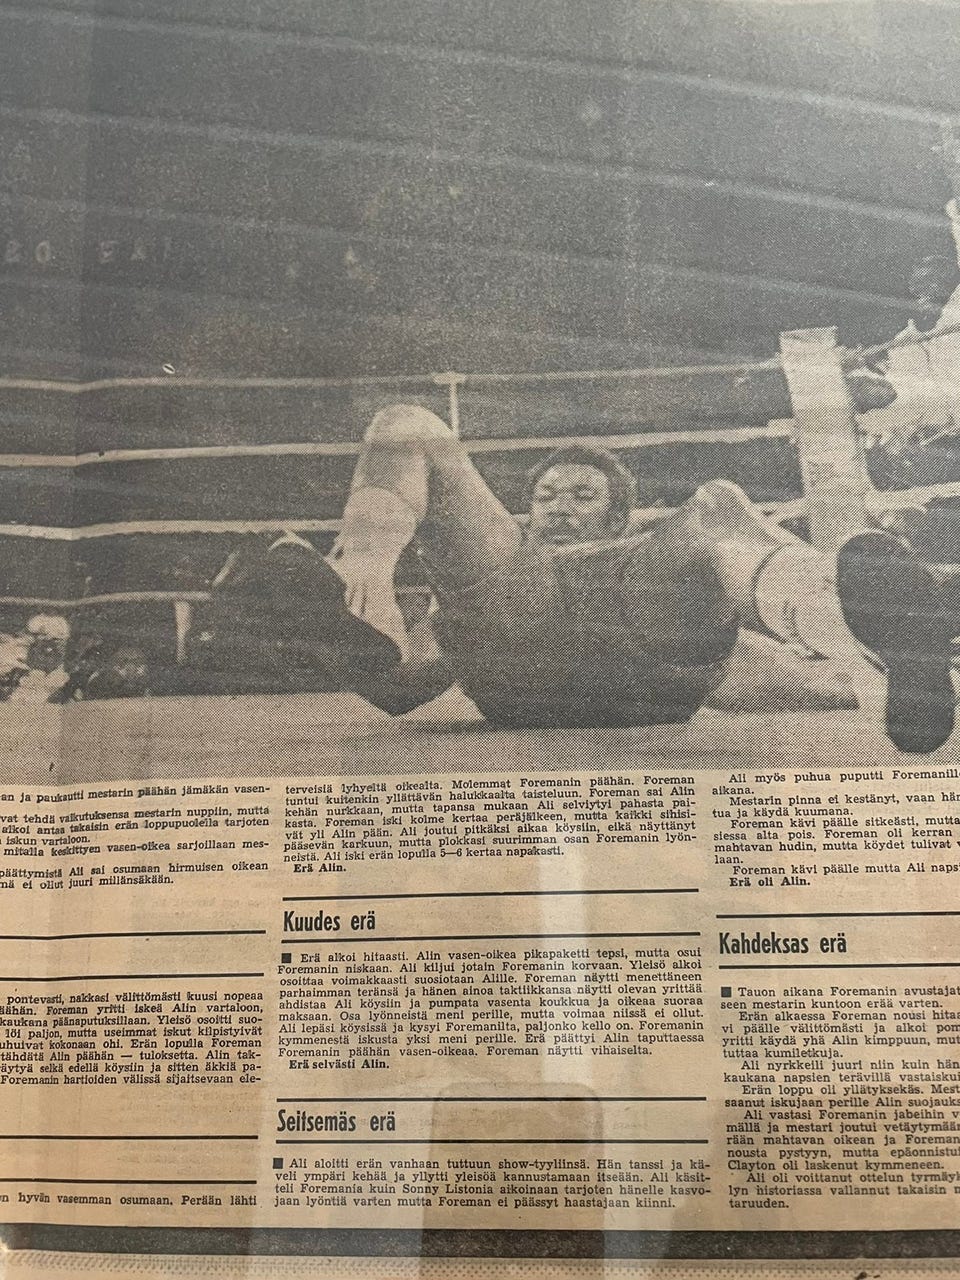 an ja paukautti mestarin päähän jämäkän vasen-
vat tehdä vaikutuksensa mestarin nuppiin, mutta
alkoi antaa takaisin erän loppupuolella tarjoten
iskun vartaloon.
mitalla keskittyen vasen-oikea sarjoillaan mes-
päättymistä Ali sai osumaan hirmuisen oikean
mä ei ollut juuri millänsäkään.
pontevasti, nakkasi välittömästi kuusi nopeaa
äähän. Foreman yritti iskeä Alin vartaloon,
kaukana päänaputuksillaan. Yleisö osoitti suo-
löi paljon, mutta useimmat iskut kilpistyivät
uhuivat kokonaan ohi. Erän lopulla Foreman
tähdätä Alin päähän — tuloksetta. Alin tak-
äytyä selkä edellä köysiin ja sitten äkkiä pa-
Foremanin hartioiden välissä sijaitsevaan ele-
n hyvän vasemman osumaan. Perään lähti
terveisiä lyhyeltä oikealta. Molemmat Foremanin päähän. Foreman
tuntui kuitenkin yllättävän halukkaalta taisteluun. Foreman sai Alin
kehän nurkkaan, mutta tapansa mukaan Ali selviytyi pahasta pai-
kasta. Foreman iski kolme kertaa peräjälkeen, mutta kaikki sihisi-
vät yli Alin pään. Ali joutui pitkäksi aikaa köysiin, eikä näyttänyt
pääsevän karkuun, mutta plokkasi suurimman osan Foremanin lyön-
neistä. Ali iski erän lopulla 5—6 kertaa napakasti.
Erä Alin.
Kuudes erä
■ Erä alkoi hitaasti. Alin vasen-oikea pikapaketti tepsi, mutta osui
Foremanin niskaan. Ali kiljui jotain Foremanin korvaan. Yleisö alkoi
osoittaa voimakkaasti suosiotaan Alille. Foreman näytti menettäneen
parhaimman teränsä ja hänen ainoa taktiikkansa näytti olevan yrittää
ahdistaa Ali köysiin ja pumpata vasenta koukkua ja oikeaa suoraa
maksaan. Osa lyönneistä meni perille, mutta voimaa niissä ei ollut.
Ali lepäsi köysissä ja kysyi Foremanilta, paljonko kello on. Foremanin
kymmenestä iskusta yksi meni perille. Erä päättyi Alin taputtaessa
Foremanin päähän vasen-oikeaa. Foreman näytti vihaiselta.
Erä selvästi Alin.
Seitsemäs erä
■ Ali aloitti erän vanhaan tuttuun show-tyyliinsä. Hän tanssi ja kä-
veli ympäri kehää ja yllytti yleisöä kannustamaan itseään. Ali käsit-
teli Foremania kuin Sonny Listonia aikoinaan tarjoten hänelle kasvo-
jaan lyöntiä varten mutta Foreman ei päässyt haastajaan kiinni.
Ali myös puhua puputti Foremanill
aikana.
Mestarin pinna ei kestänyt, vaan hän
tua ja käydä kuumana.
Foreman kävi päälle sitkeästi, mutta
siessa alta pois. Foreman oli kerran
mahtavan hudin, mutta köydet tulivat
laan.
Foreman kävi päälle mutta Ali napsi
Erä oli Alin.
Kahdeksas erä
■ Tauon aikana Foremanin avustajat
seen mestarin kuntoon erää varten.
Erän alkaessa Foreman nousi hitaa
vi päälle välittömästi ja alkoi pom
yritti käydä yhä Alin kimppuun, mut
tuttaa kumiletkuja.
Ali nyrkkeili juuri niin kuin hän
kaukana napsien terävillä vastaiskui
Erän loppu oli yllätyksekäs. Mest
saanut iskujaan perille Alin suojauks
Ali vastasi Foremanin jabeihin v
mällä ja mestari joutui vetäytymään
rään mahtavan oikean ja Foreman
nousta pystyyn, mutta epäonnistui
Clayton oli laskenut kymmeneen.
Ali oli voittanut ottelun tyrmäyk
lyn historiassa vallannut takaisin m
taruuden.